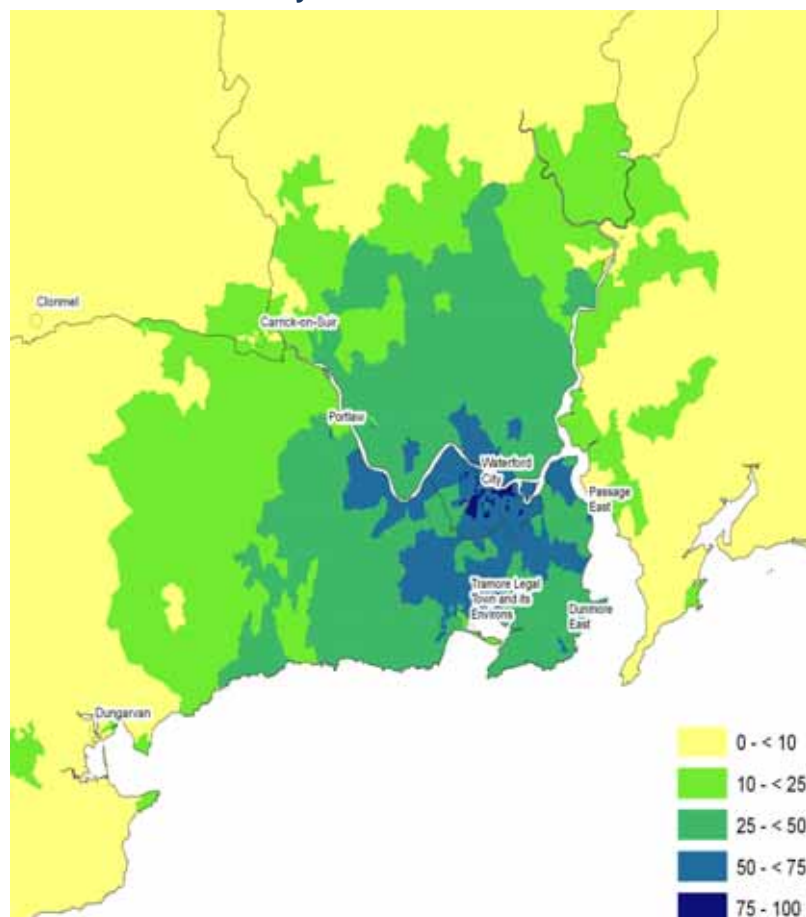 Clonmel
Carrick-on-Suir
Portlaw
Waterford
City
Passage
East
Tramore Legal
Town and its
Environs
Dunmore
East
Dungarvan
0 - < 10
10 - < 25
25 - < 50
50 - < 75
75 - 100